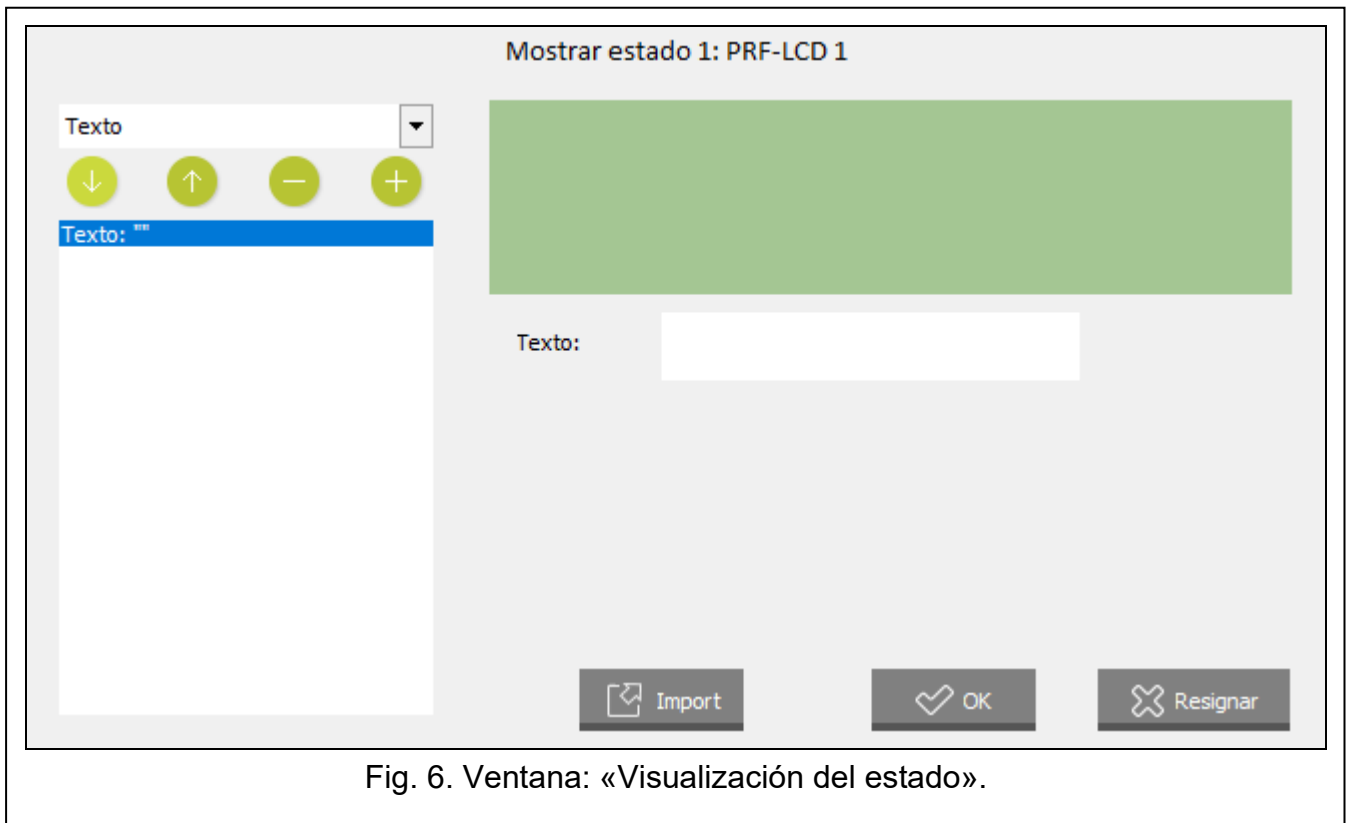 Mostrar estado 1: PRF-LCD 1
Texto
Texto: ""
Texto:
Import
OK
Resignar
Fig. 6. Ventana: «Visualización del estado».